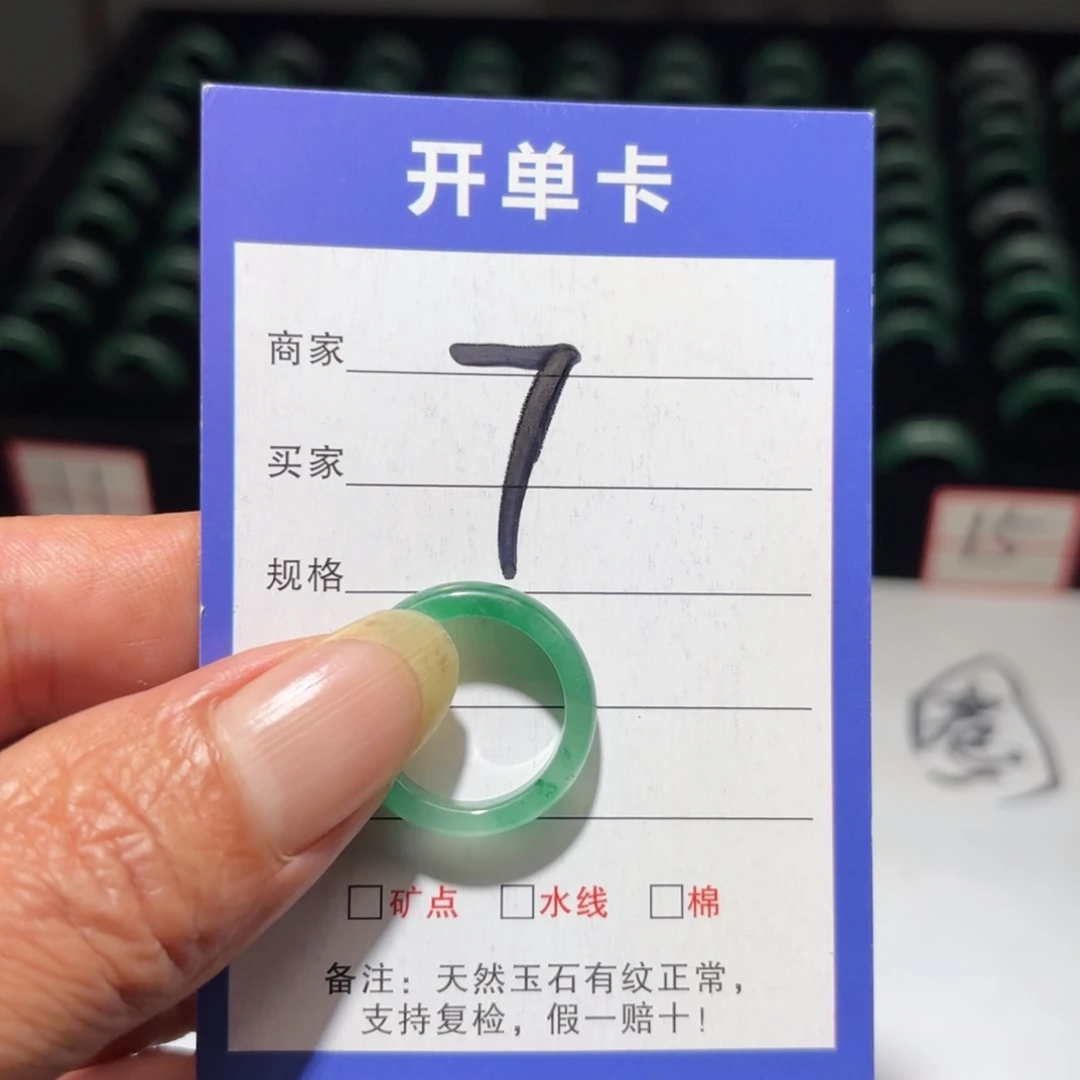 开单卡
商家
7
买家
规格
15
□矿点 □水线 □棉
备注：天然玉石有纹正常，
支持复检，假一赔十！